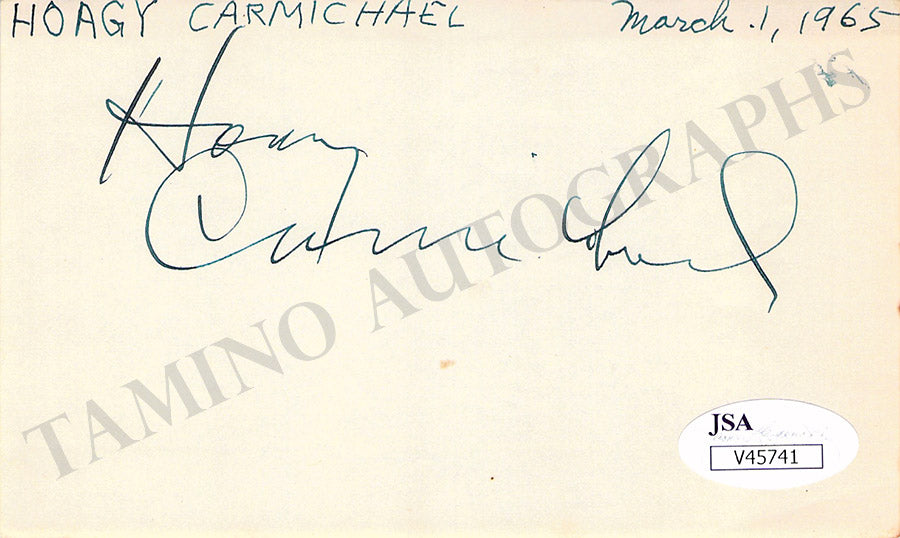 HOAGY CARMICHAEL March 1, 1965
Hoagy
Carmichael
TAMINO AUTOGRAPHS
JSA
V45741